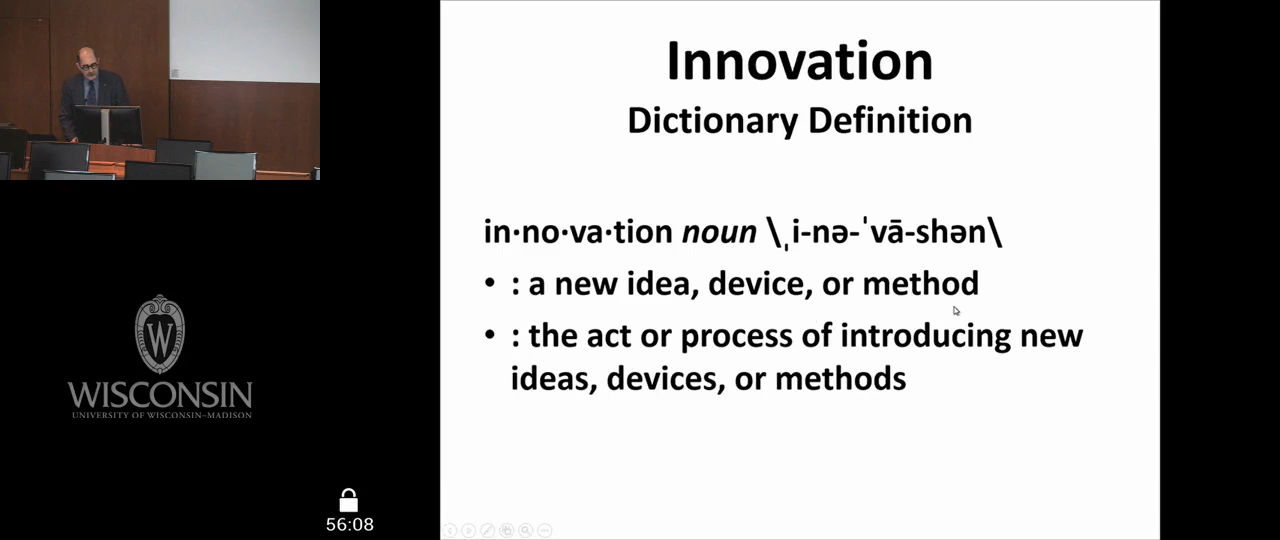 Innovation
Dictionary Definition
in·no·va·tion noun \ˌi-nə-ˈvā-shən\
• : a new idea, device, or method
• : the act or process of introducing new
ideas, devices, or methods
W
WISCONSIN
UNIVERSITY OF WISCONSIN–MADISON
56:08